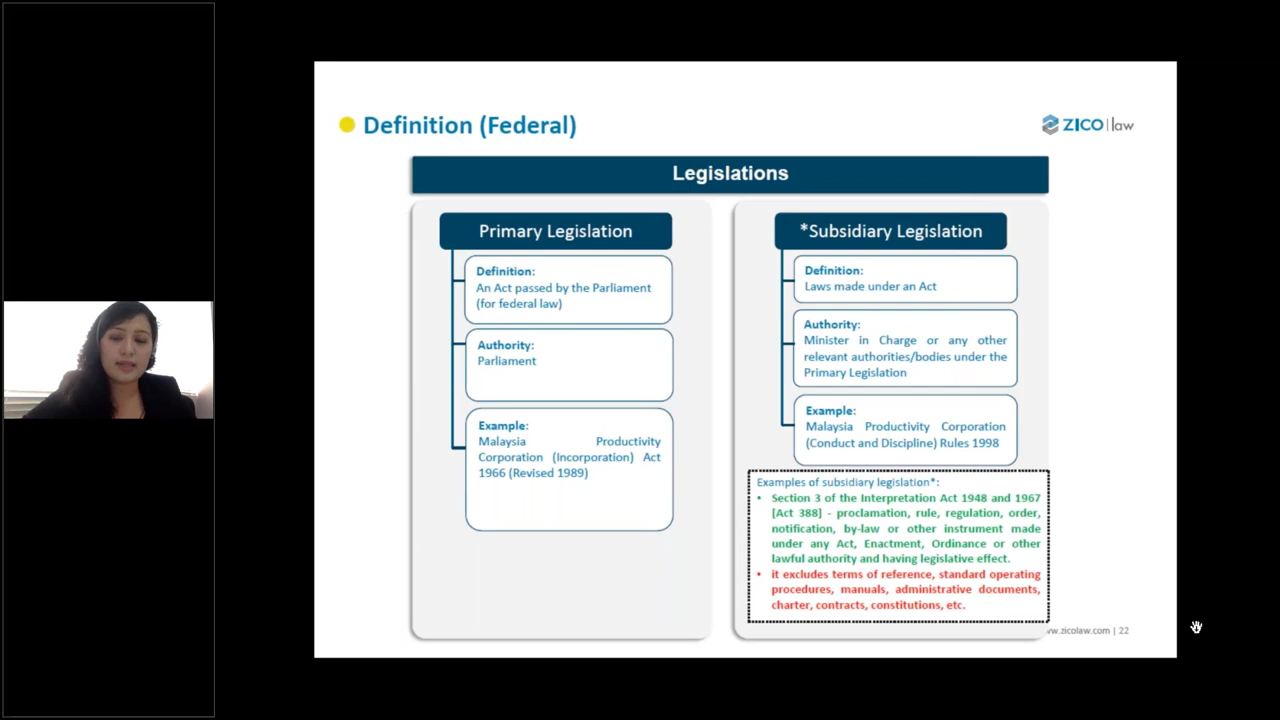 Definition (Federal)
ZICO law
Legislations
Primary Legislation
Definition:
An Act passed by the Parliament
(for federal law)
Authority:
Parliament
Example:
Malaysia Productivity
Corporation (Incorporation) Act
1966 (Revised 1989)
*Subsidiary Legislation
Definition:
Laws made under an Act
Authority:
Minister in Charge or any other
relevant authorities/bodies under the
Primary Legislation
Example:
Malaysia Productivity Corporation
(Conduct and Discipline) Rules 1998
Examples of subsidiary legislation*:
• Section 3 of the Interpretation Act 1948 and 1967
[Act 388] - proclamation, rule, regulation, order,
notification, by-law or other instrument made
under any Act, Enactment, Ordinance or other
lawful authority and having legislative effect.
• it excludes terms of reference, standard operating
procedures, manuals, administrative documents,
charter, contracts, constitutions, etc.
w.zicolaw.com | 22